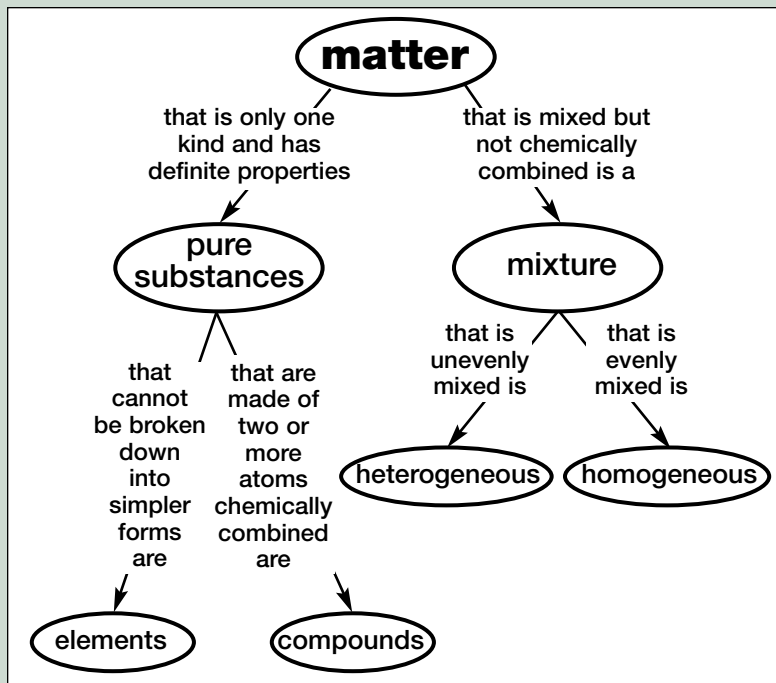 matter
that is only one
kind and has
definite properties
that is mixed but
not chemically
combined is a
pure
substances
mixture
that
cannot
be broken
down
into
simpler
forms
are
that are
made of
two or
more
atoms
chemically
combined
are
that is
unevenly
mixed is
that is
evenly
mixed is
heterogeneous
homogeneous
elements
compounds